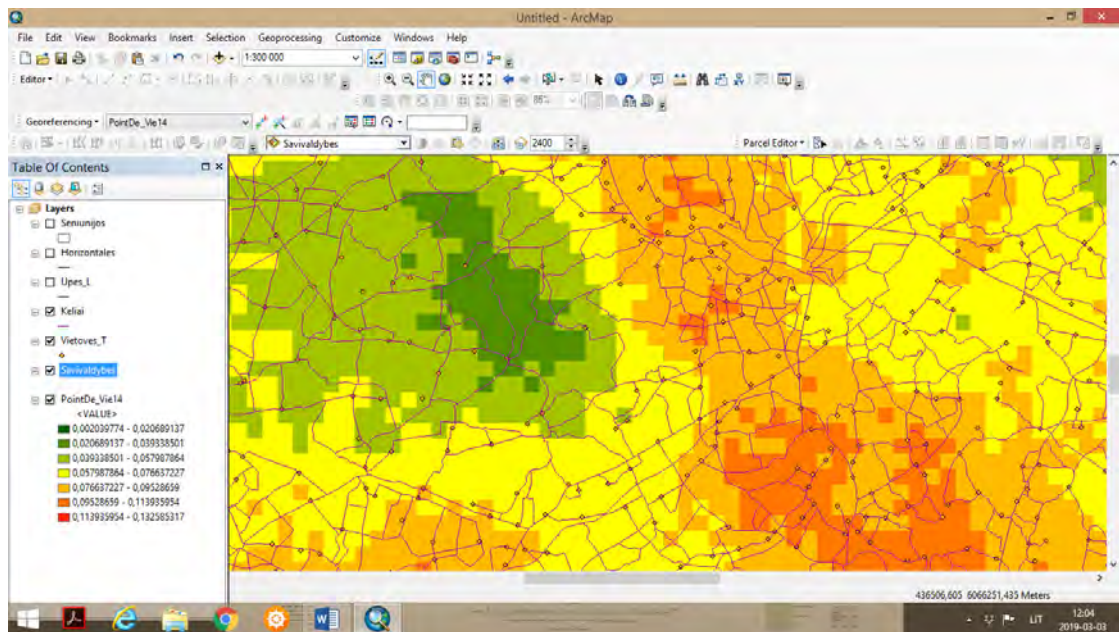 Untitled - ArcMap
File Edit View Bookmarks Insert Selection Geoprocessing Customize Windows Help
1:300 000
Editor
86%
Georeferencing PointDe_Vie14
Savivaldybes 2400 Parcel Editor
Table Of Contents
Layers
Seniunijos
Horizontales
Upes_L
Keliai
Vietoves_T
Savivaldybes
PointDe_Vie14
<VALUE>
0,002039774 - 0,020689137
0,020689137 - 0,039338501
0,039338501 - 0,057987864
0,057987864 - 0,076637227
0,076637227 - 0,09528659
0,09528659 - 0,113935954
0,113935954 - 0,132585317
436506,605 6066251,435 Meters
LIT
12:04
2019-03-03